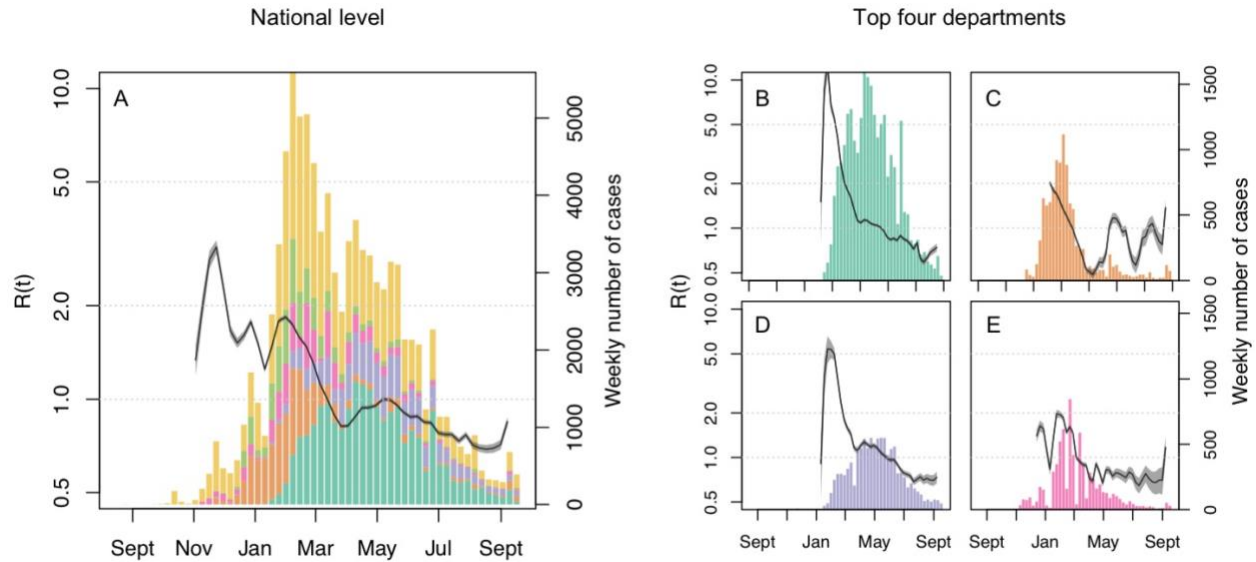 National level
Top four departments
A
R(t)
10.0
5.0
2.0
1.0
0.5
5000
4000
3000
2000
1000
0
Weekly number of cases
Sept Nov Jan Mar May Jul Sept
B
C
D
E
R(t)
10.0
5.0
2.0
1.0
0.5
10.0
5.0
2.0
1.0
0.5
1500
1000
500
0
1500
1000
500
0
Weekly number of cases
Sept Jan May Sept
Sept Jan May Sept